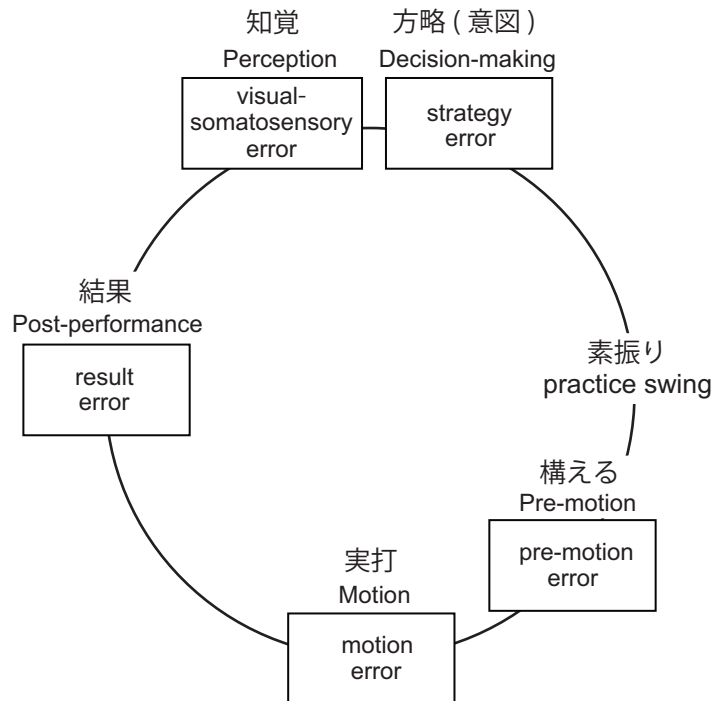 知覚
Perception
visual-
somatosensory
error
方略 ( 意図 )
Decision-making
strategy
error
素振り
practice swing
構える
Pre-motion
pre-motion
error
実打
Motion
motion
error
結果
Post-performance
result
error